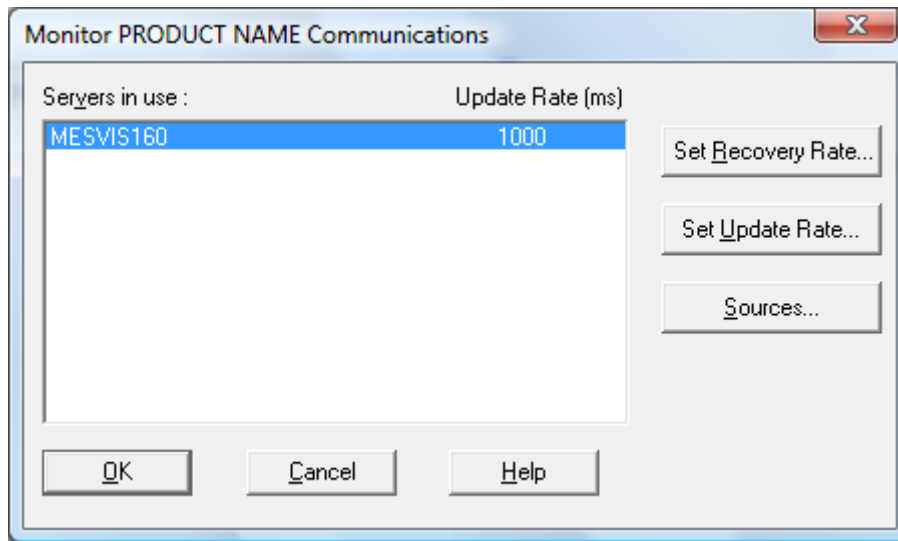 Monitor PRODUCT NAME Communications
Servers in use : Update Rate (ms)
MESVIS160 1000
Set Recovery Rate...
Set Update Rate...
Sources...
OK Cancel Help